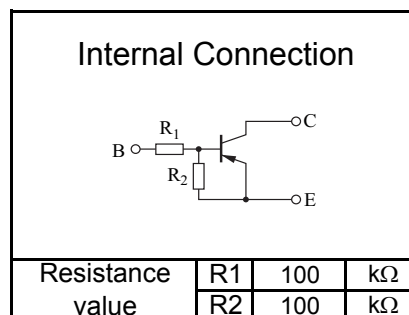 Internal Connection
C
R1
B
R2
E
Resistance value R1 100 kΩ
R2 100 kΩ